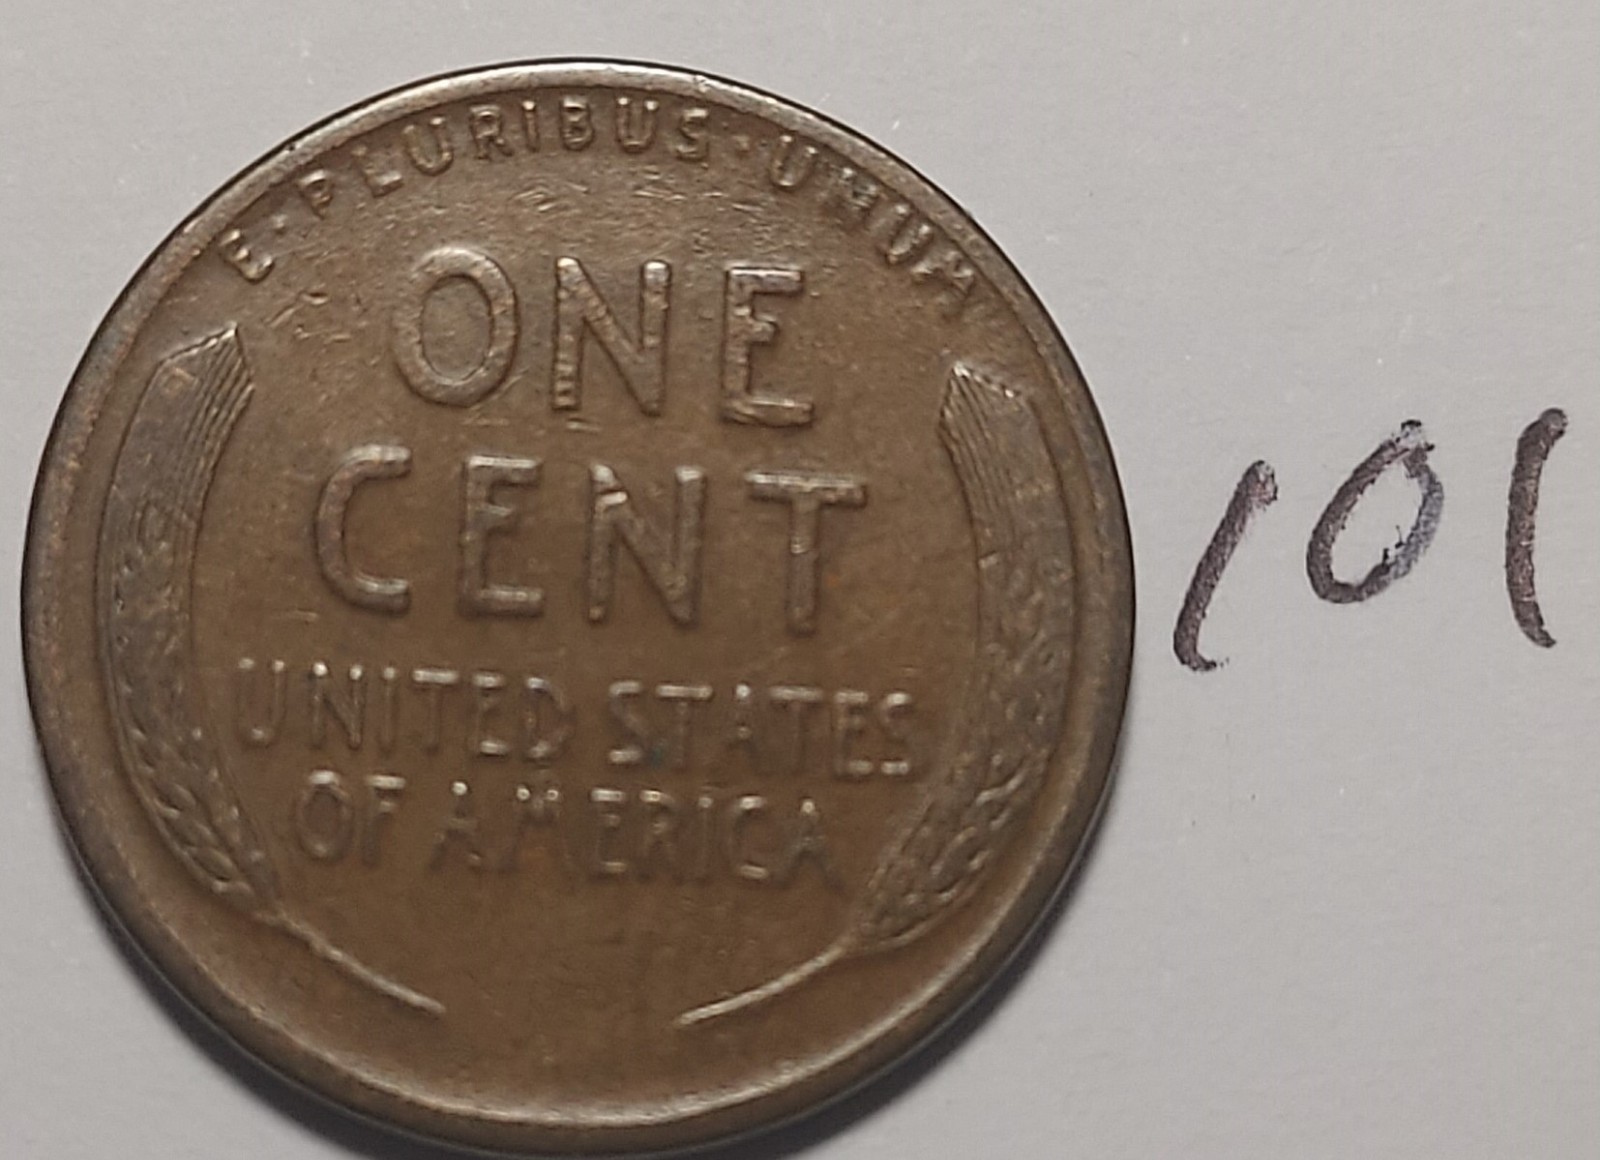 E·PLURIBUS·UNUM
ONE
CENT
UNITED STATES
OF AMERICA
101